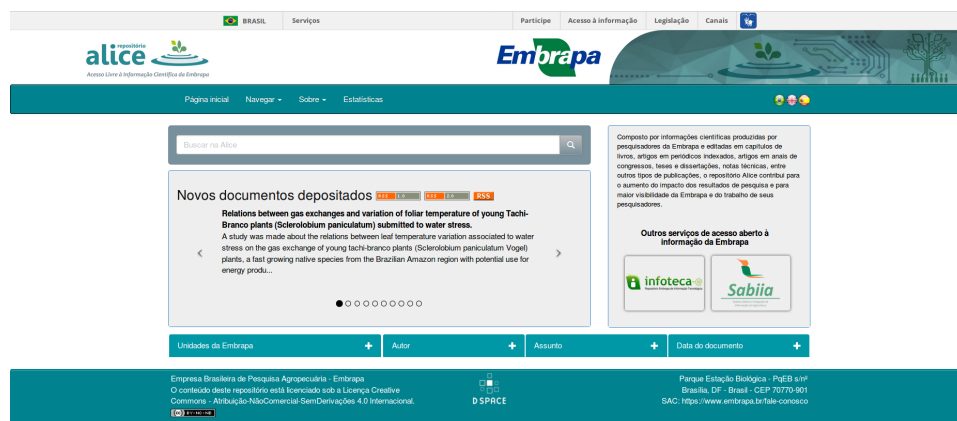 BRASIL Serviços Participe Acesso à informação Legislação Canais
repositório
alice
Acesso Livre à Informação Científica da Embrapa
Embrapa
Página inicial Navegar Sobre Estatísticas
Buscar na Alice
Novos documentos depositados RSS 1.0 RSS 2.0 RSS
Relations between gas exchanges and variation of foliar temperature of young Tachi-
Branco plants (Sclerolobium paniculatum) submitted to water stress.
A study was made about the relations between leaf temperature variation associated to water
stress on the gas exchange of young tachi-branco plants (Sclerolobium paniculatum Vogel)
plants, a fast growing native species from the Brazilian Amazon region with potential use for
energy produ...
Composto por informações científicas produzidas por
pesquisadores da Embrapa e editadas em capítulos de
livros, artigos em periódicos indexados, artigos em anais de
congressos, teses e dissertações, notas técnicas, entre
outros tipos de publicações, o repositório Alice contribui para
o aumento do impacto dos resultados de pesquisa e para
maior visibilidade da Embrapa e do trabalho de seus
pesquisadores.
Outros serviços de acesso aberto à
informação da Embrapa
infoteca-e
Sabiia
Unidades da Embrapa Autor Assunto Data do documento
Empresa Brasileira de Pesquisa Agropecuária - Embrapa
O conteúdo deste repositório está licenciado sob a Licença Creative
Commons - Atribuição-NãoComercial-SemDerivações 4.0 Internacional.
(cc) BY-NC-ND
DSPACE
Parque Estação Biológica - PqEB s/nº
Brasília, DF - Brasil - CEP 70770-901
SAC: https://www.embrapa.br/fale-conosco